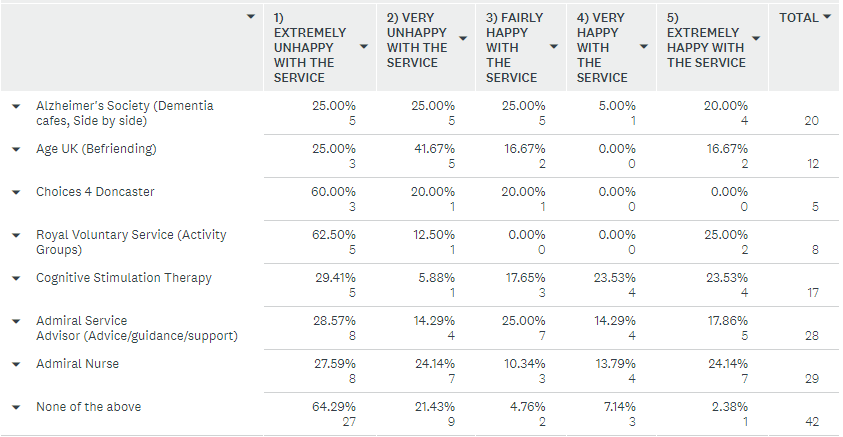 1) EXTREMELY UNHAPPY WITH THE SERVICE 2) VERY UNHAPPY WITH THE SERVICE 3) FAIRLY HAPPY WITH THE SERVICE 4) VERY HAPPY WITH THE SERVICE 5) EXTREMELY HAPPY WITH THE SERVICE TOTAL
Alzheimer's Society (Dementia 25.00% 25.00% 25.00% 5.00% 20.00%
cafes, Side by side) 5 5 5 1 4 20
Age UK (Befriending) 25.00% 41.67% 16.67% 0.00% 16.67%
3 5 2 0 2 12
Choices 4 Doncaster 60.00% 20.00% 20.00% 0.00% 0.00%
3 1 1 0 0 5
Royal Voluntary Service (Activity 62.50% 12.50% 0.00% 0.00% 25.00%
Groups) 5 1 0 0 2 8
Cognitive Stimulation Therapy 29.41% 5.88% 17.65% 23.53% 23.53%
5 1 3 4 4 17
Admiral Service 28.57% 14.29% 25.00% 14.29% 17.86%
Advisor (Advice/guidance/support) 8 4 7 4 5 28
Admiral Nurse 27.59% 24.14% 10.34% 13.79% 24.14%
8 7 3 4 7 29
None of the above 64.29% 21.43% 4.76% 7.14% 2.38%
27 9 2 3 1 42